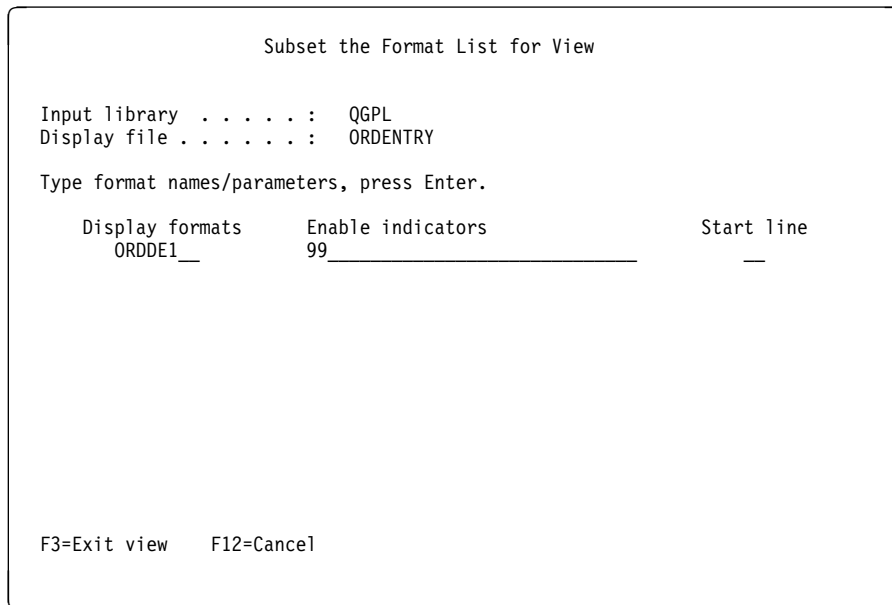 Subset the Format List for View
Input library . . . . . : QGPL
Display file . . . . . . : ORDENTRY
Type format names/parameters, press Enter.
Display formats Enable indicators Start line
ORDDE1__ 99_____________________________ __
F3=Exit view F12=Cancel